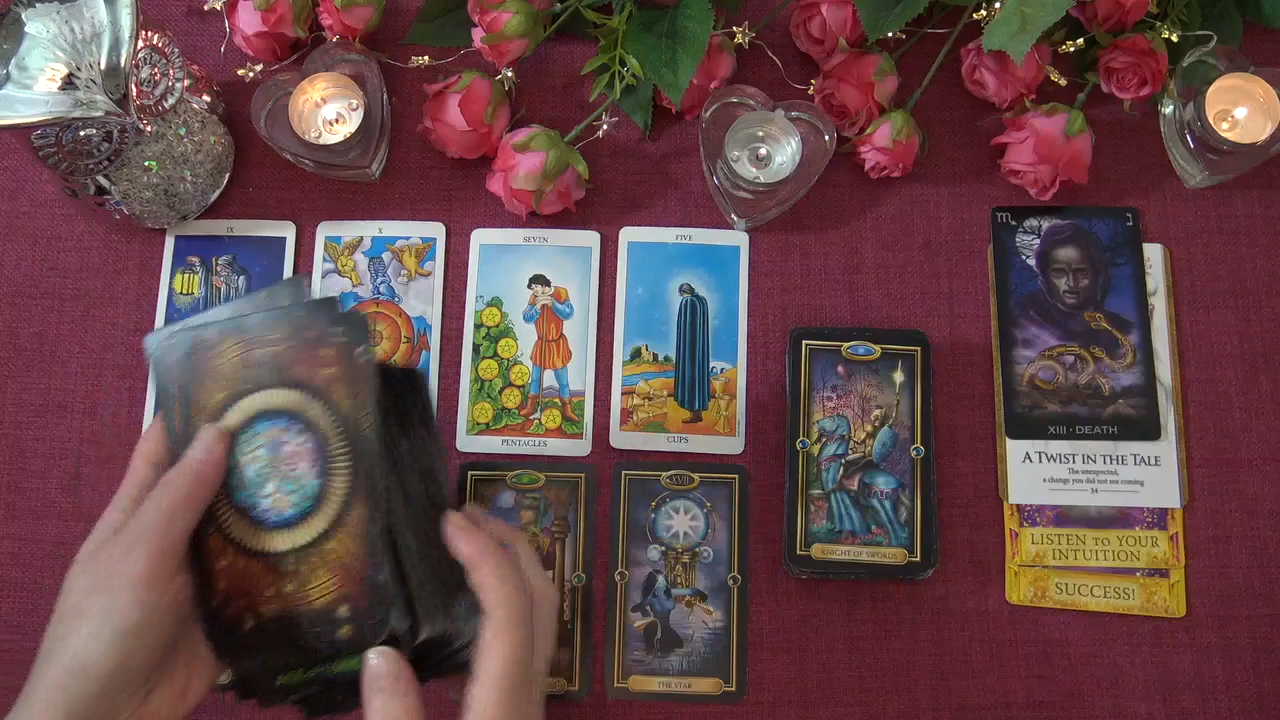 IX
X
SEVEN
PENTACLES
FIVE
CUPS
XVII
THE STAR
KNIGHT OF SWORDS
XIII · DEATH
A TWIST IN THE TALE
The unexpected,
a change you did not see coming
34
LISTEN TO YOUR
INTUITION
SUCCESS!